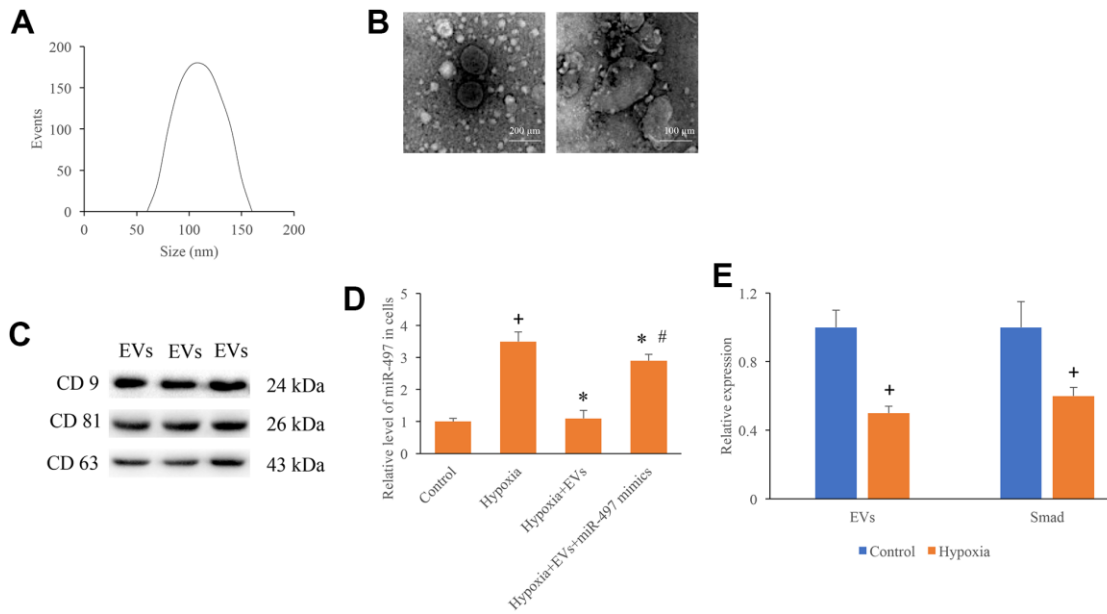 A
200
150
100
50
0
Events
0 50 100 150 200
Size (nm)
B
200 μm
100 μm
C
EVs EVs EVs
CD 9 24 kDa
CD 81 26 kDa
CD 63 43 kDa
D
5
4
3
2
1
0
Relative level of miR-497 in cells
+
*
* #
Control
Hypoxia
Hypoxia+EVs
Hypoxia+EVs+miR-497 mimics
E
1.2
0.8
0.4
0
Relative expression
+
+
EVs Smad
Control Hypoxia